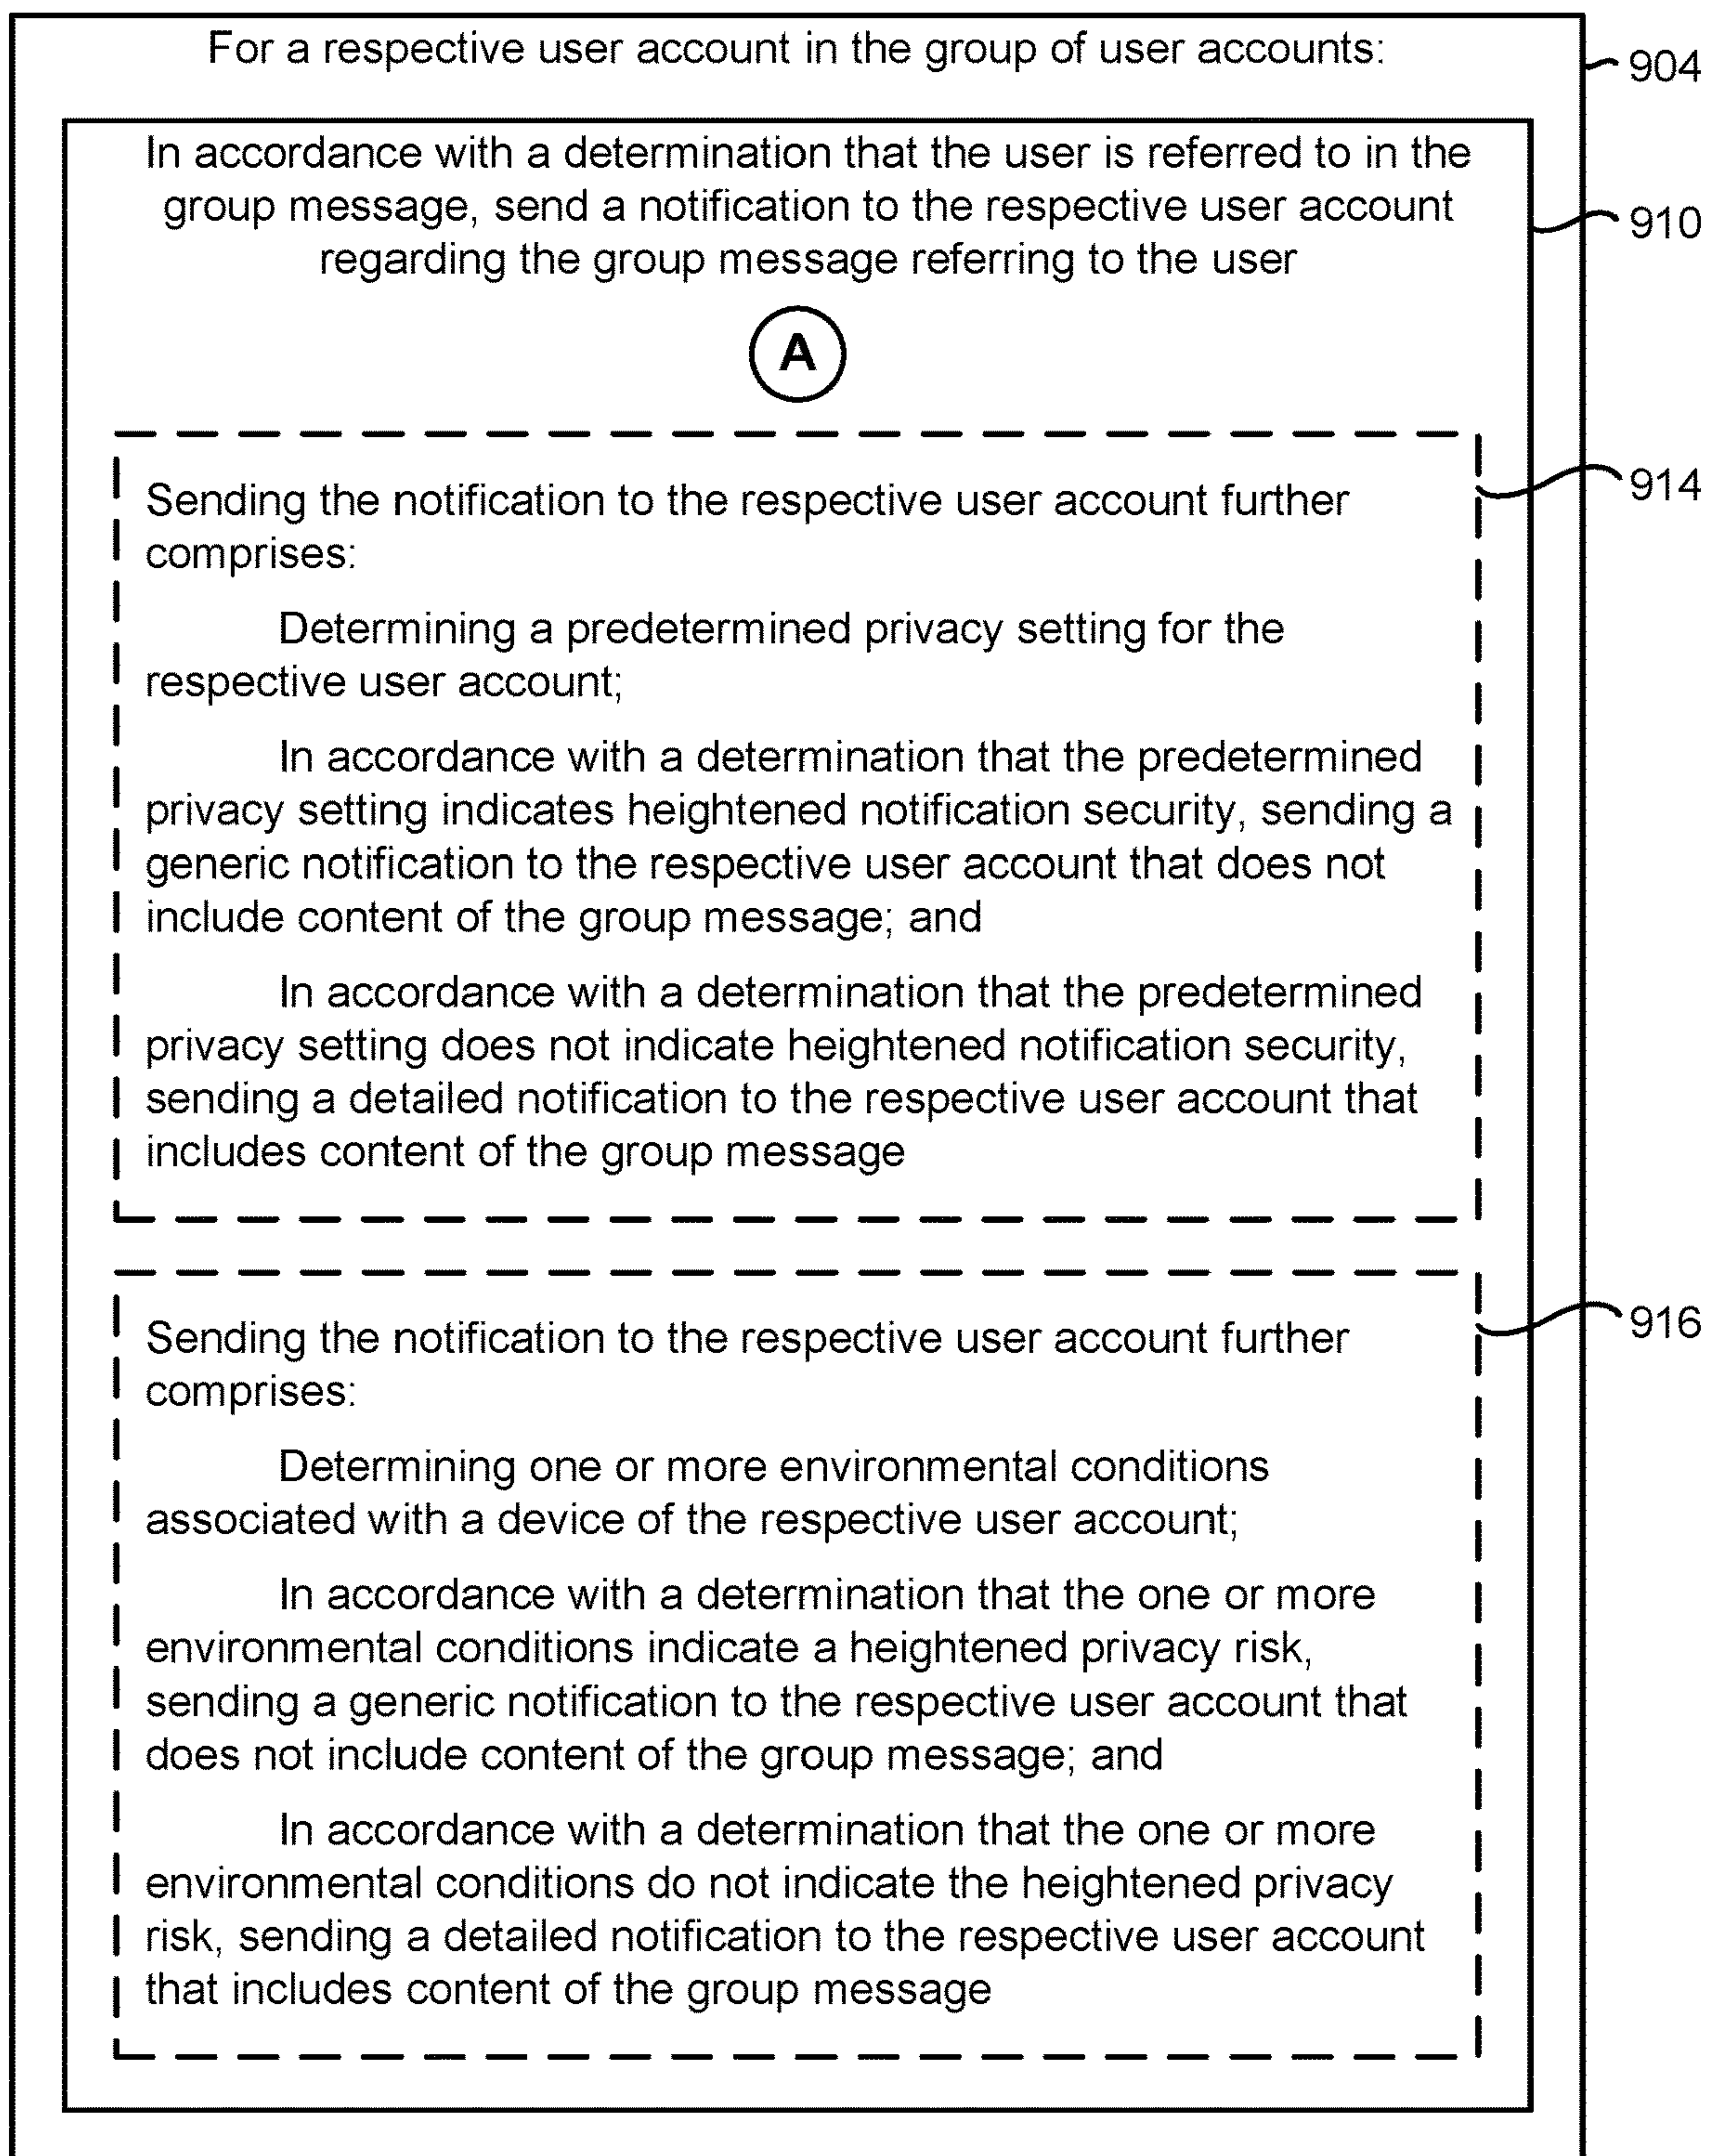 For a respective user account in the group of user accounts:
904
In accordance with a determination that the user is referred to in the
group message, send a notification to the respective user account
regarding the group message referring to the user
910
A
Sending the notification to the respective user account further
comprises:
914
Determining a predetermined privacy setting for the
respective user account;
In accordance with a determination that the predetermined
privacy setting indicates heightened notification security, sending a
generic notification to the respective user account that does not
include content of the group message; and
In accordance with a determination that the predetermined
privacy setting does not indicate heightened notification security,
sending a detailed notification to the respective user account that
includes content of the group message
Sending the notification to the respective user account further
comprises:
916
Determining one or more environmental conditions
associated with a device of the respective user account;
In accordance with a determination that the one or more
environmental conditions indicate a heightened privacy risk,
sending a generic notification to the respective user account that
does not include content of the group message; and
In accordance with a determination that the one or more
environmental conditions do not indicate the heightened privacy
risk, sending a detailed notification to the respective user account
that includes content of the group message